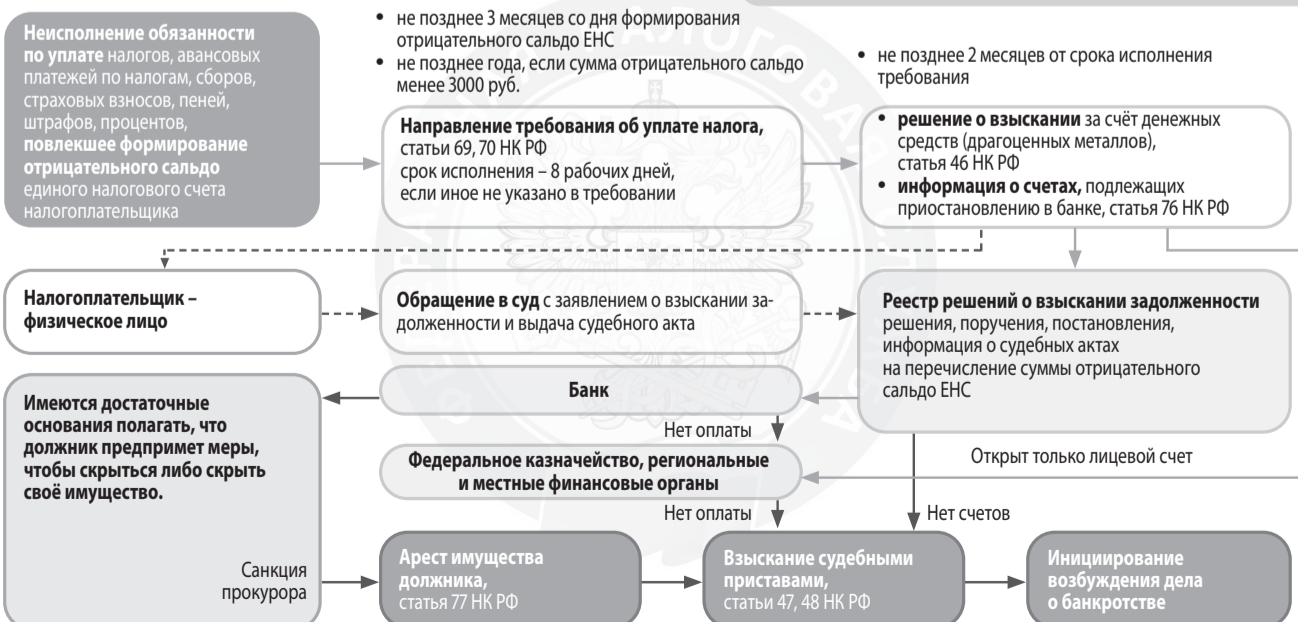 Неисполнение обязанности
по уплате налогов, авансовых
платежей по налогам, сборов,
страховых взносов, пеней,
штрафов, процентов,
повлекшее формирование
отрицательного сальдо
единого налогового счета
налогоплательщика
• не позднее 3 месяцев со дня формирования
отрицательного сальдо ЕНС
• не позднее года, если сумма отрицательного сальдо
менее 3000 руб.
Направление требования об уплате налога,
статьи 69, 70 НК РФ
срок исполнения – 8 рабочих дней,
если иное не указано в требовании
• не позднее 2 месяцев от срока исполнения
требования
• решение о взыскании за счёт денежных
средств (драгоценных металлов),
статья 46 НК РФ
• информация о счетах, подлежащих
приостановлению в банке, статья 76 НК РФ
Налогоплательщик –
физическое лицо
Обращение в суд с заявлением о взыскании за-
долженности и выдача судебного акта
Реестр решений о взыскании задолженности
решения, поручения, постановления,
информация о судебных актах
на перечисление суммы отрицательного
сальдо ЕНС
Имеются достаточные
основания полагать, что
должник предпримет меры,
чтобы скрыться либо скрыть
своё имущество.
Санкция
прокурора
Банк
Нет оплаты
Федеральное казначейство, региональные
и местные финансовые органы
Открыт только лицевой счет
Нет оплаты
Нет счетов
Арест имущества
должника,
статья 77 НК РФ
Взыскание судебными
приставами,
статьи 47, 48 НК РФ
Инициирование
возбуждения дела
о банкротстве